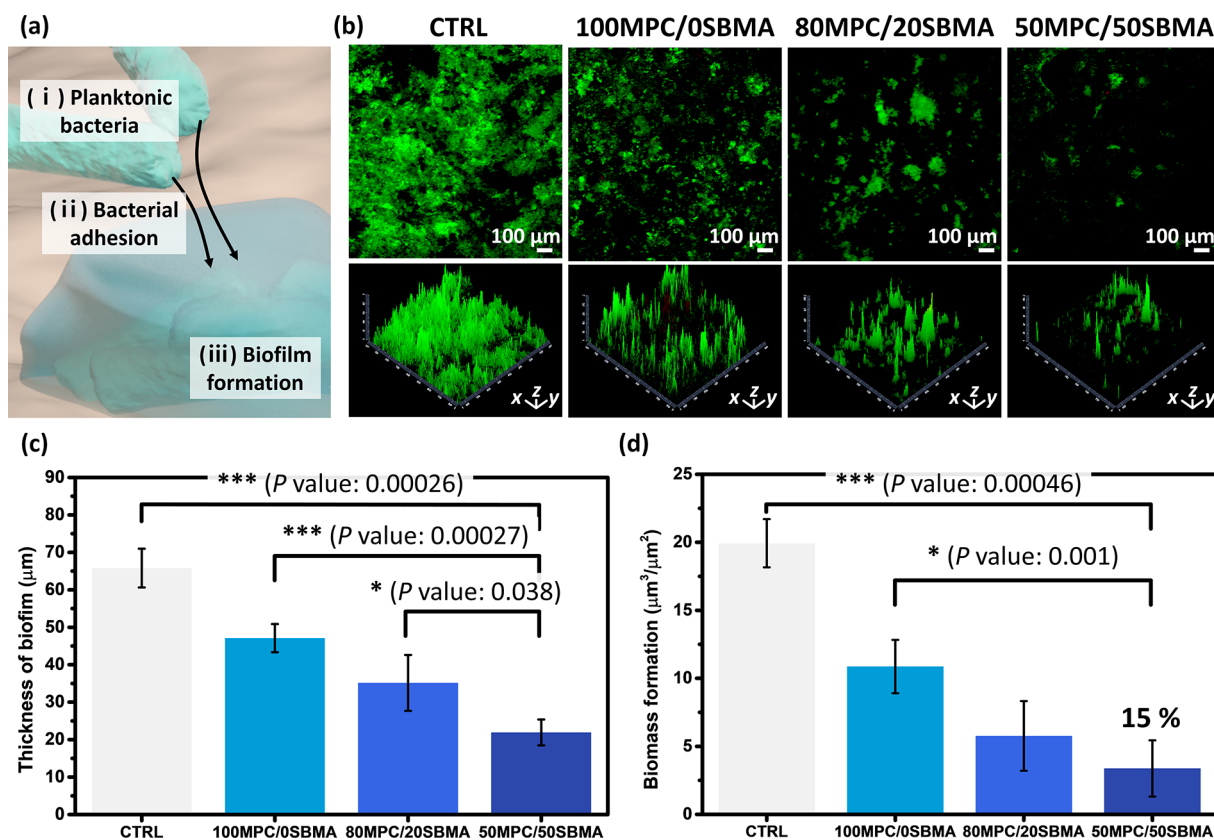 (a)
(i) Planktonic
bacteria
(ii) Bacterial
adhesion
(iii) Biofilm
formation
(b)
CTRL 100MPC/0SBMA 80MPC/20SBMA 50MPC/50SBMA
100 μm 100 μm 100 μm 100 μm
x z y x z y x z y x z y
(c)
Thickness of biofim (μm)
90
80
70
60
50
40
30
20
10
0
*** (P value: 0.00026)
*** (P value: 0.00027)
* (P value: 0.038)
CTRL 100MPC/0SBMA 80MPC/20SBMA 50MPC/50SBMA
(d)
Biomass formation (μm³/μm²)
25
20
15
10
5
0
*** (P value: 0.00046)
* (P value: 0.001)
15 %
CTRL 100MPC/0SBMA 80MPC/20SBMA 50MPC/50SBMA